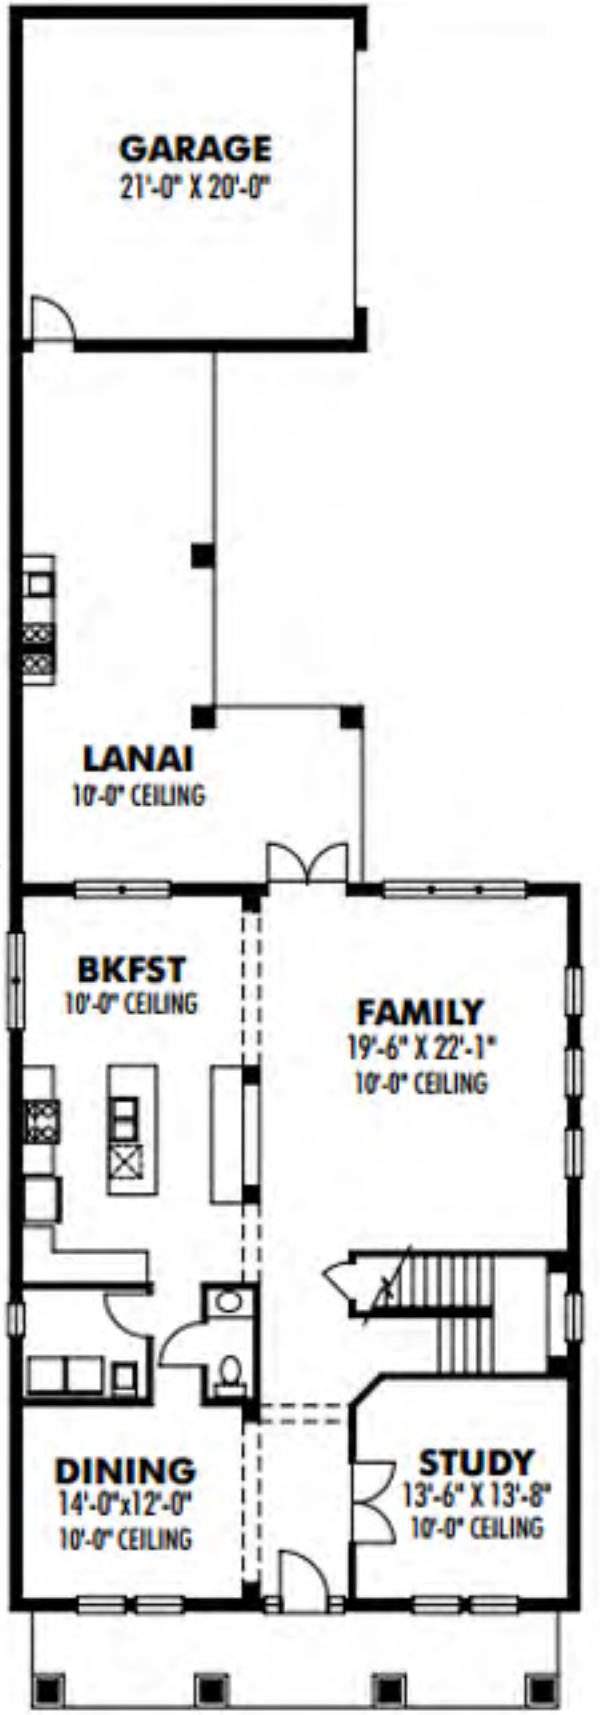 GARAGE
21'-0" X 20'-0"
LANAI
10'-0" CEILING
BKFST
10'-0" CEILING
FAMILY
19'-6" X 22'-1"
10'-0" CEILING
DINING
14'-0"x12'-0"
10'-0" CEILING
STUDY
13'-6" X 13'-8"
10'-0" CEILING